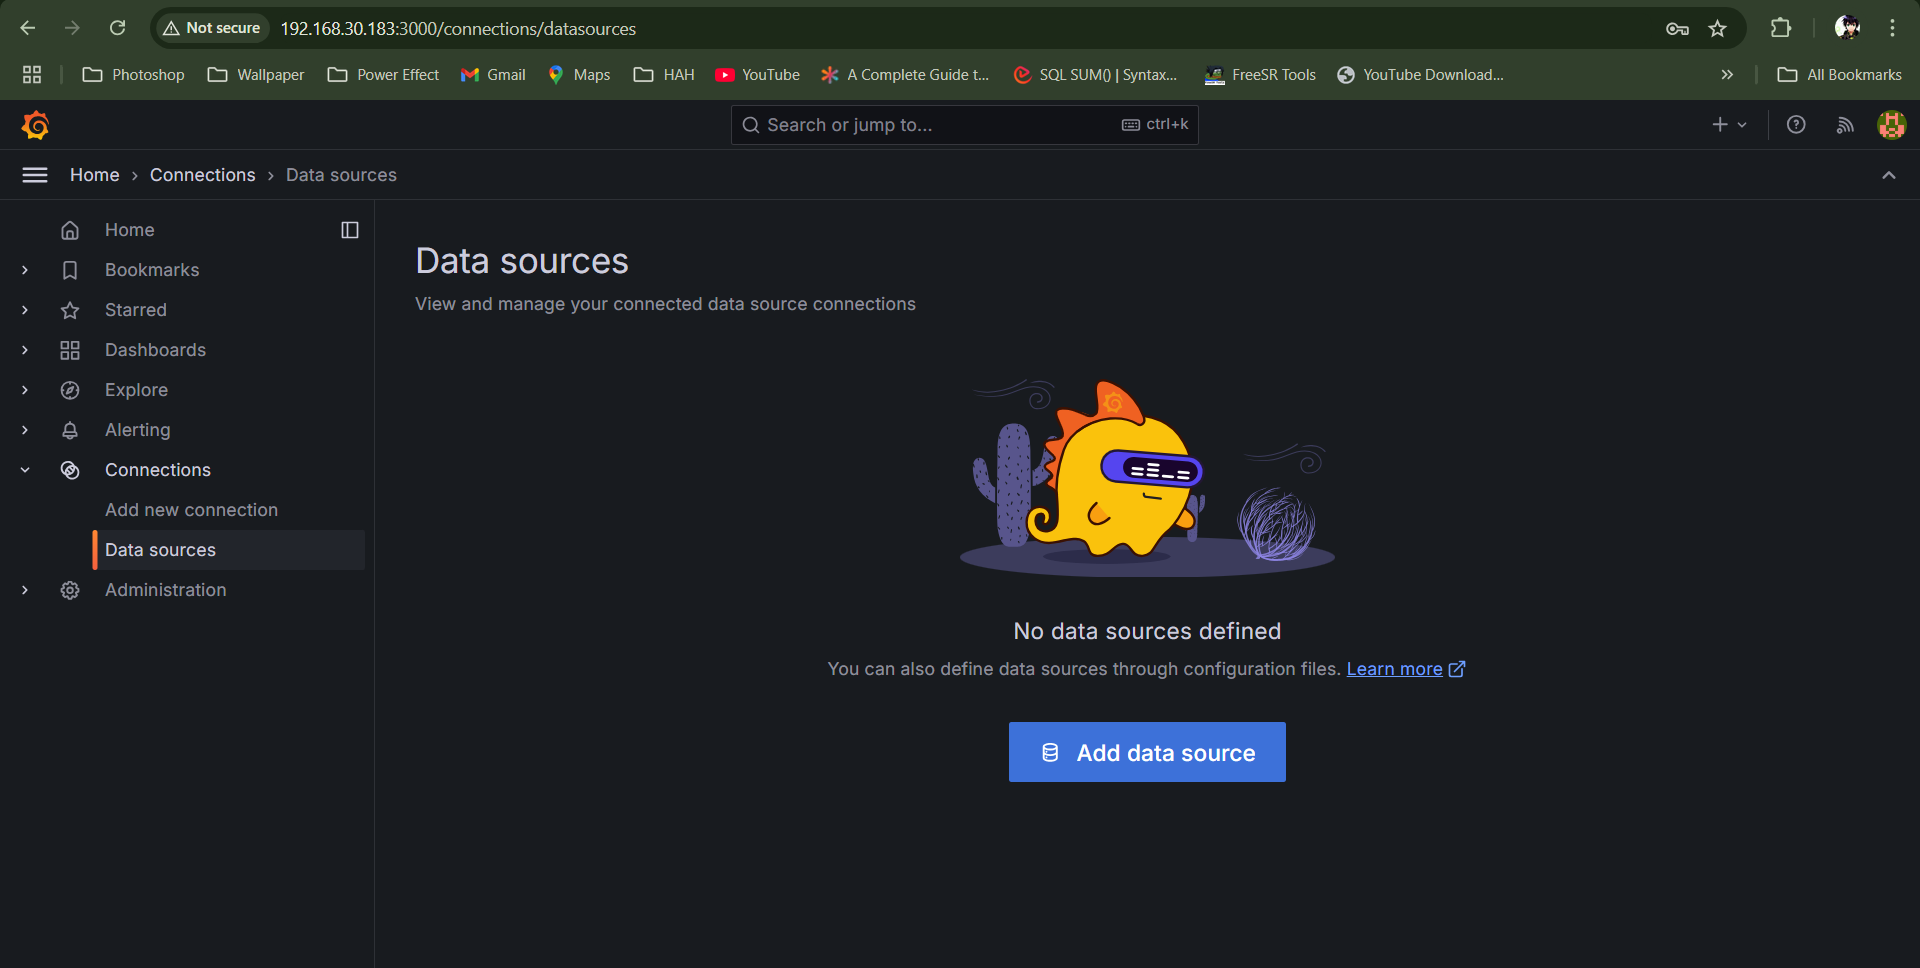 Not secure 192.168.30.183:3000/connections/datasources
Photoshop Wallpaper Power Effect Gmail Maps HAH YouTube A Complete Guide t... SQL SUM() | Syntax... FreeSR Tools YouTube Download... All Bookmarks
Search or jump to... ctrl+k
Home › Connections › Data sources
Home
Bookmarks
Starred
Dashboards
Explore
Alerting
Connections
Add new connection
Data sources
Administration
Data sources
View and manage your connected data source connections
No data sources defined
You can also define data sources through configuration files. Learn more
Add data source